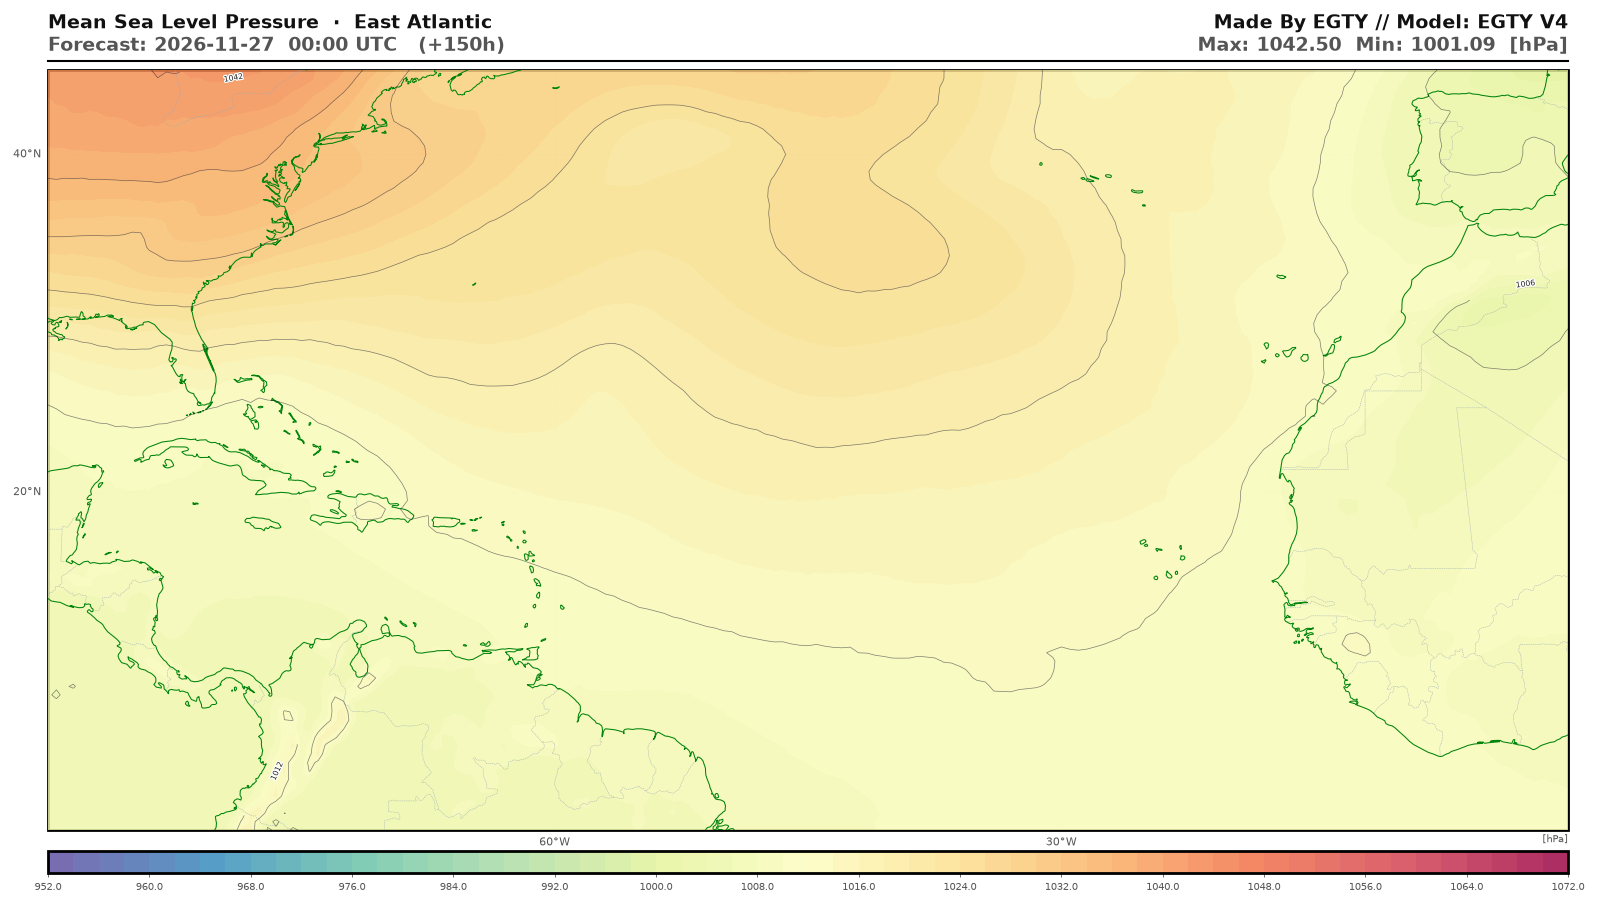 Mean Sea Level Pressure · East Atlantic
Made By EGTY // Model: EGTY V4
Forecast: 2026-11-27 00:00 UTC (+150h)
Max: 1042.50 Min: 1001.09 [hPa]
1042
40°N
1006
20°N
1012
60°W
30°W
[hPa]
952.0 960.0 968.0 976.0 984.0 992.0 1000.0 1008.0 1016.0 1024.0 1032.0 1040.0 1048.0 1056.0 1064.0 1072.0